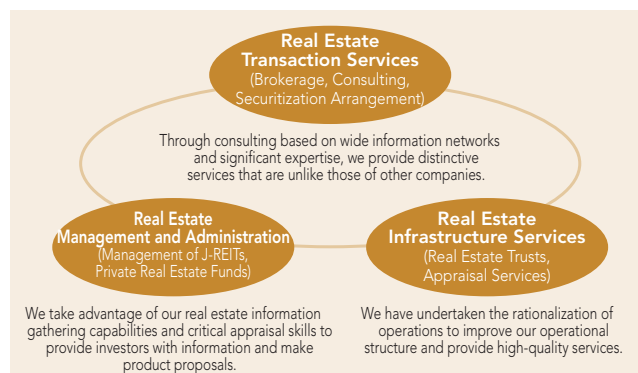 Real Estate
Transaction Services
(Brokerage, Consulting,
Securitization Arrangement)
Through consulting based on wide information networks
and significant expertise, we provide distinctive
services that are unlike those of other companies.
Real Estate
Management and Administration
(Management of J-REITs,
Private Real Estate Funds)
We take advantage of our real estate information
gathering capabilities and critical appraisal skills to
provide investors with information and make
product proposals.
Real Estate
Infrastructure Services
(Real Estate Trusts,
Appraisal Services)
We have undertaken the rationalization of
operations to improve our operational
structure and provide high-quality services.